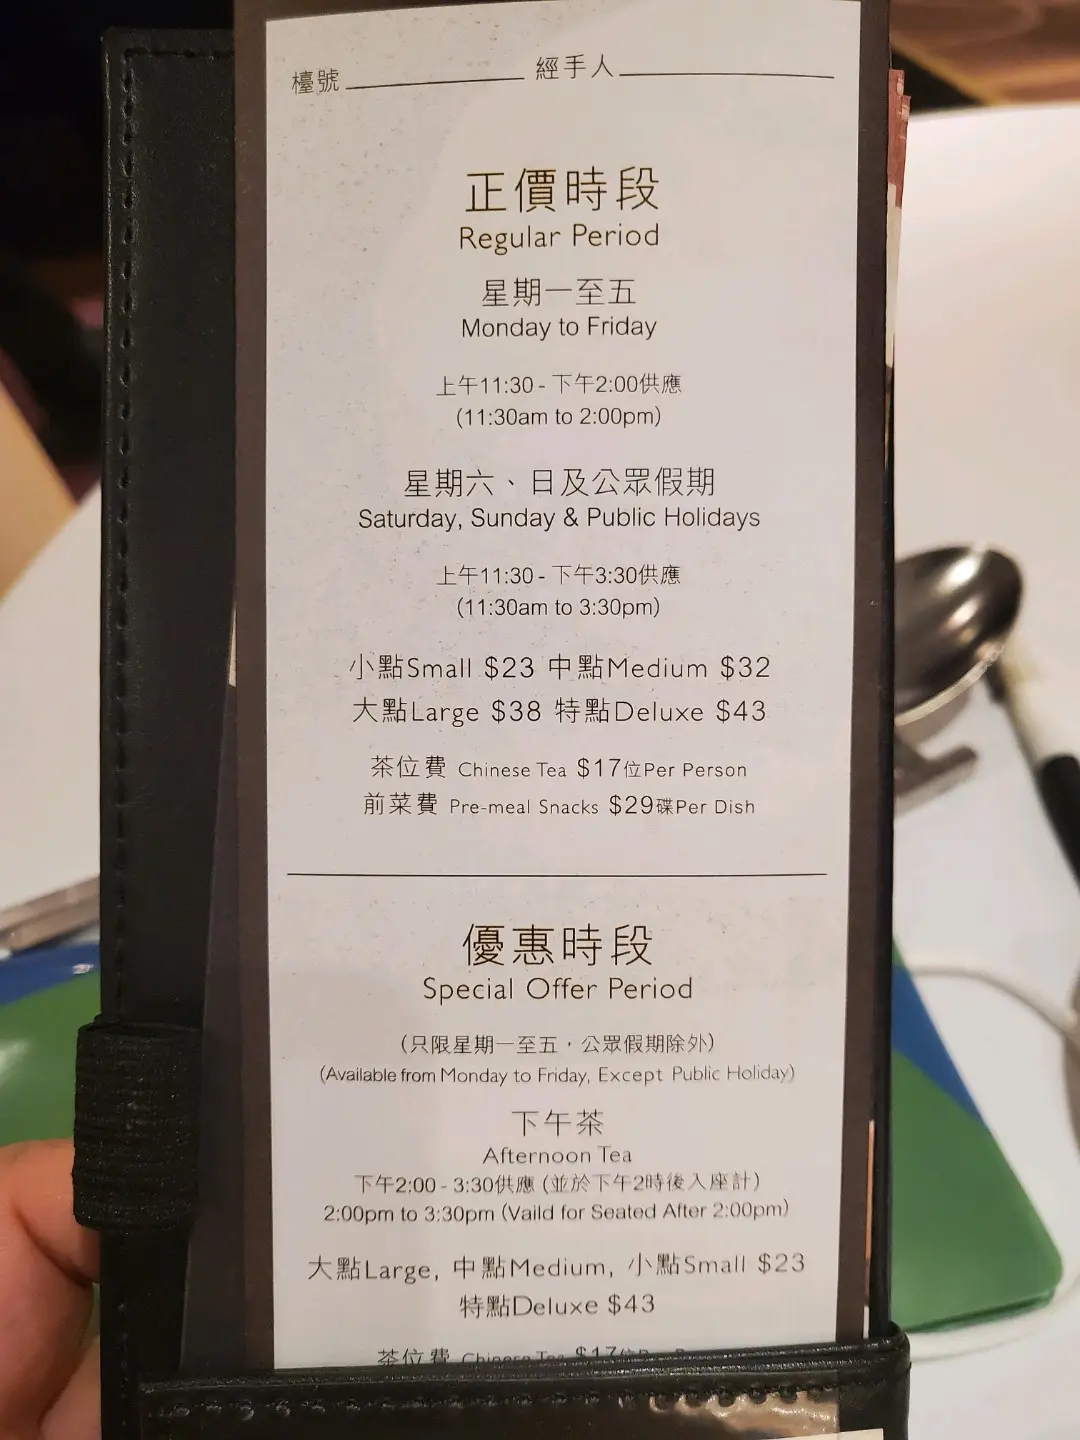 檯號 經手人
正價時段
Regular Period
星期一至五
Monday to Friday
上午11:30 - 下午2:00供應
(11:30am to 2:00pm)
星期六、日及公眾假期
Saturday, Sunday & Public Holidays
上午11:30 - 下午3:30供應
(11:30am to 3:30pm)
小點Small $23 中點Medium $32
大點Large $38 特點Deluxe $43
茶位費 Chinese Tea $17位Per Person
前菜費 Pre-meal Snacks $29碟Per Dish
優惠時段
Special Offer Period
(只限星期一至五，公眾假期除外)
(Available from Monday to Friday, Except Public Holiday)
下午茶
Afternoon Tea
下午2:00 - 3:30供應 (並於下午2時後入座計)
2:00pm to 3:30pm (Vaild for Seated After 2:00pm)
大點Large, 中點Medium, 小點Small $23
特點Deluxe $43
茶位費 Chinese Tea $17位